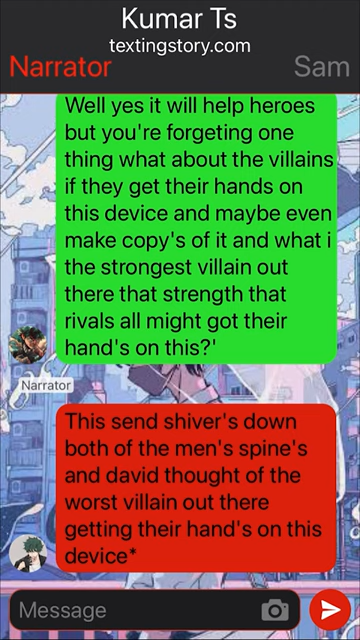 Kumar Ts
textingstory.com
Narrator
Sam
Well yes it will help heroes
but you're forgeting one
thing what about the villains
if they get their hands on
this device and maybe even
make copy's of it and what i
the strongest villain out
there that strength that
rivals all might got their
hand's on this?'
Narrator
This send shiver's down
both of the men's spine's
and david thought of the
worst villain out there
getting their hand's on this
device*
Message